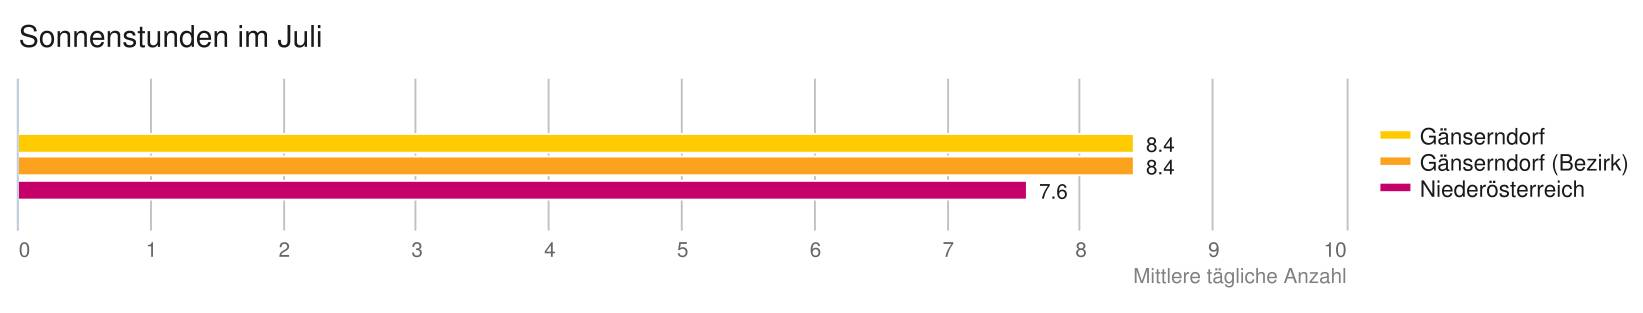 Sonnenstunden im Juli
8.4
8.4
7.6
Gänserndorf
Gänserndorf (Bezirk)
Niederösterreich
0 1 2 3 4 5 6 7 8 9 10
Mittlere tägliche Anzahl